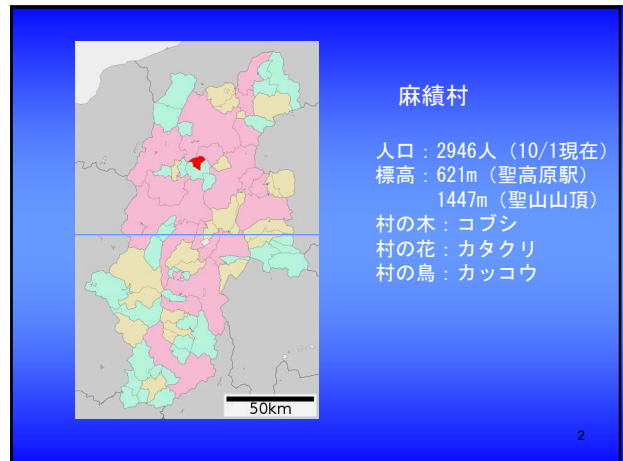 麻績村
人口：2946人（10/1現在）
標高：621m（聖高原駅）
1447m（聖山山頂）
村の木：コブシ
村の花：カタクリ
村の鳥：カッコウ
50km
2